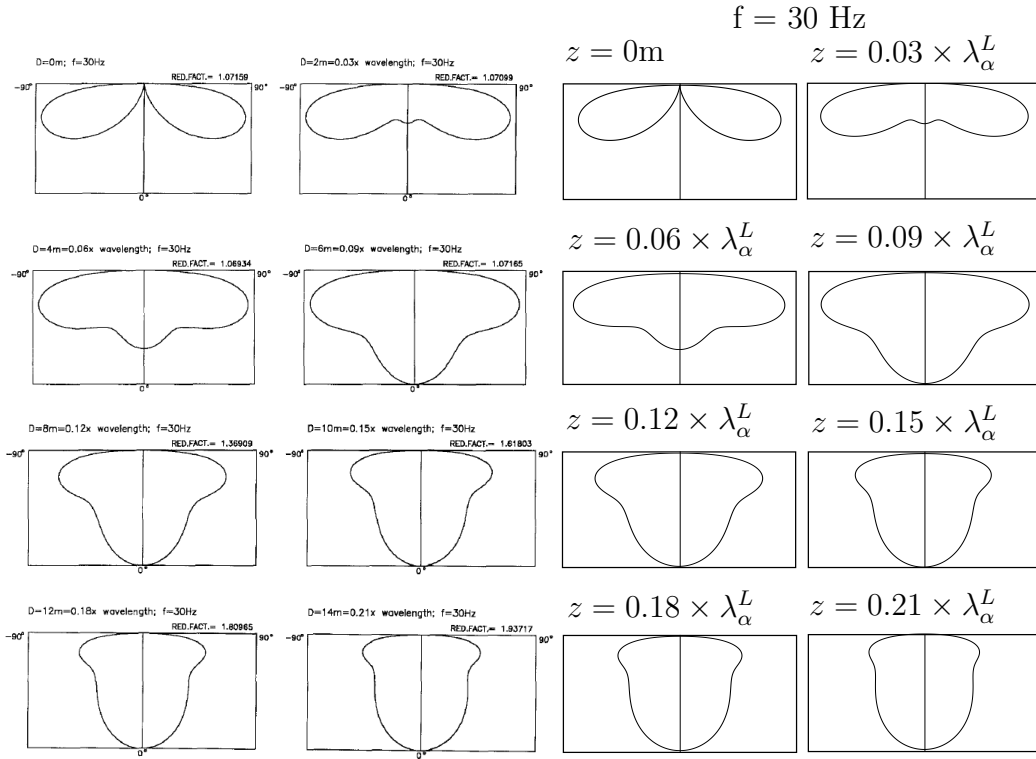 f = 30 Hz
D=0m; f=30Hz
RED.FACT.= 1.07159
-90°
90°
0°
D=2m=0.03x wavelength; f=30Hz
RED.FACT.= 1.07099
90°
0°
z = 0m
z = 0.03 × λ_α^L
D=4m=0.06x wavelength; f=30Hz
RED.FACT.= 1.06934
-90°
90°
0°
D=6m=0.09x wavelength; f=30Hz
RED.FACT.= 1.07165
90°
0°
z = 0.06 × λ_α^L
z = 0.09 × λ_α^L
D=8m=0.12x wavelength; f=30Hz
RED.FACT.= 1.36909
-90°
90°
0°
D=10m=0.15x wavelength; f=30Hz
RED.FACT.= 1.61803
90°
0°
z = 0.12 × λ_α^L
z = 0.15 × λ_α^L
D=12m=0.18x wavelength; f=30Hz
RED.FACT.= 1.80965
-90°
90°
0°
D=14m=0.21x wavelength; f=30Hz
RED.FACT.= 1.93717
90°
0°
z = 0.18 × λ_α^L
z = 0.21 × λ_α^L